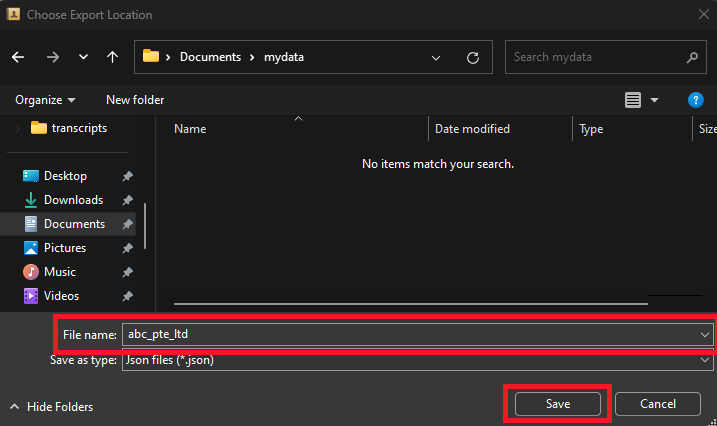 Choose Export Location
Documents mydata
Search mydata
Organize
New folder
?
transcripts
Desktop
Downloads
Documents
Pictures
Music
Videos
Name Date modified Type Size
No items match your search.
File name: abc_pte_ltd
Save as type: Json files (*.json)
Hide Folders
Save
Cancel